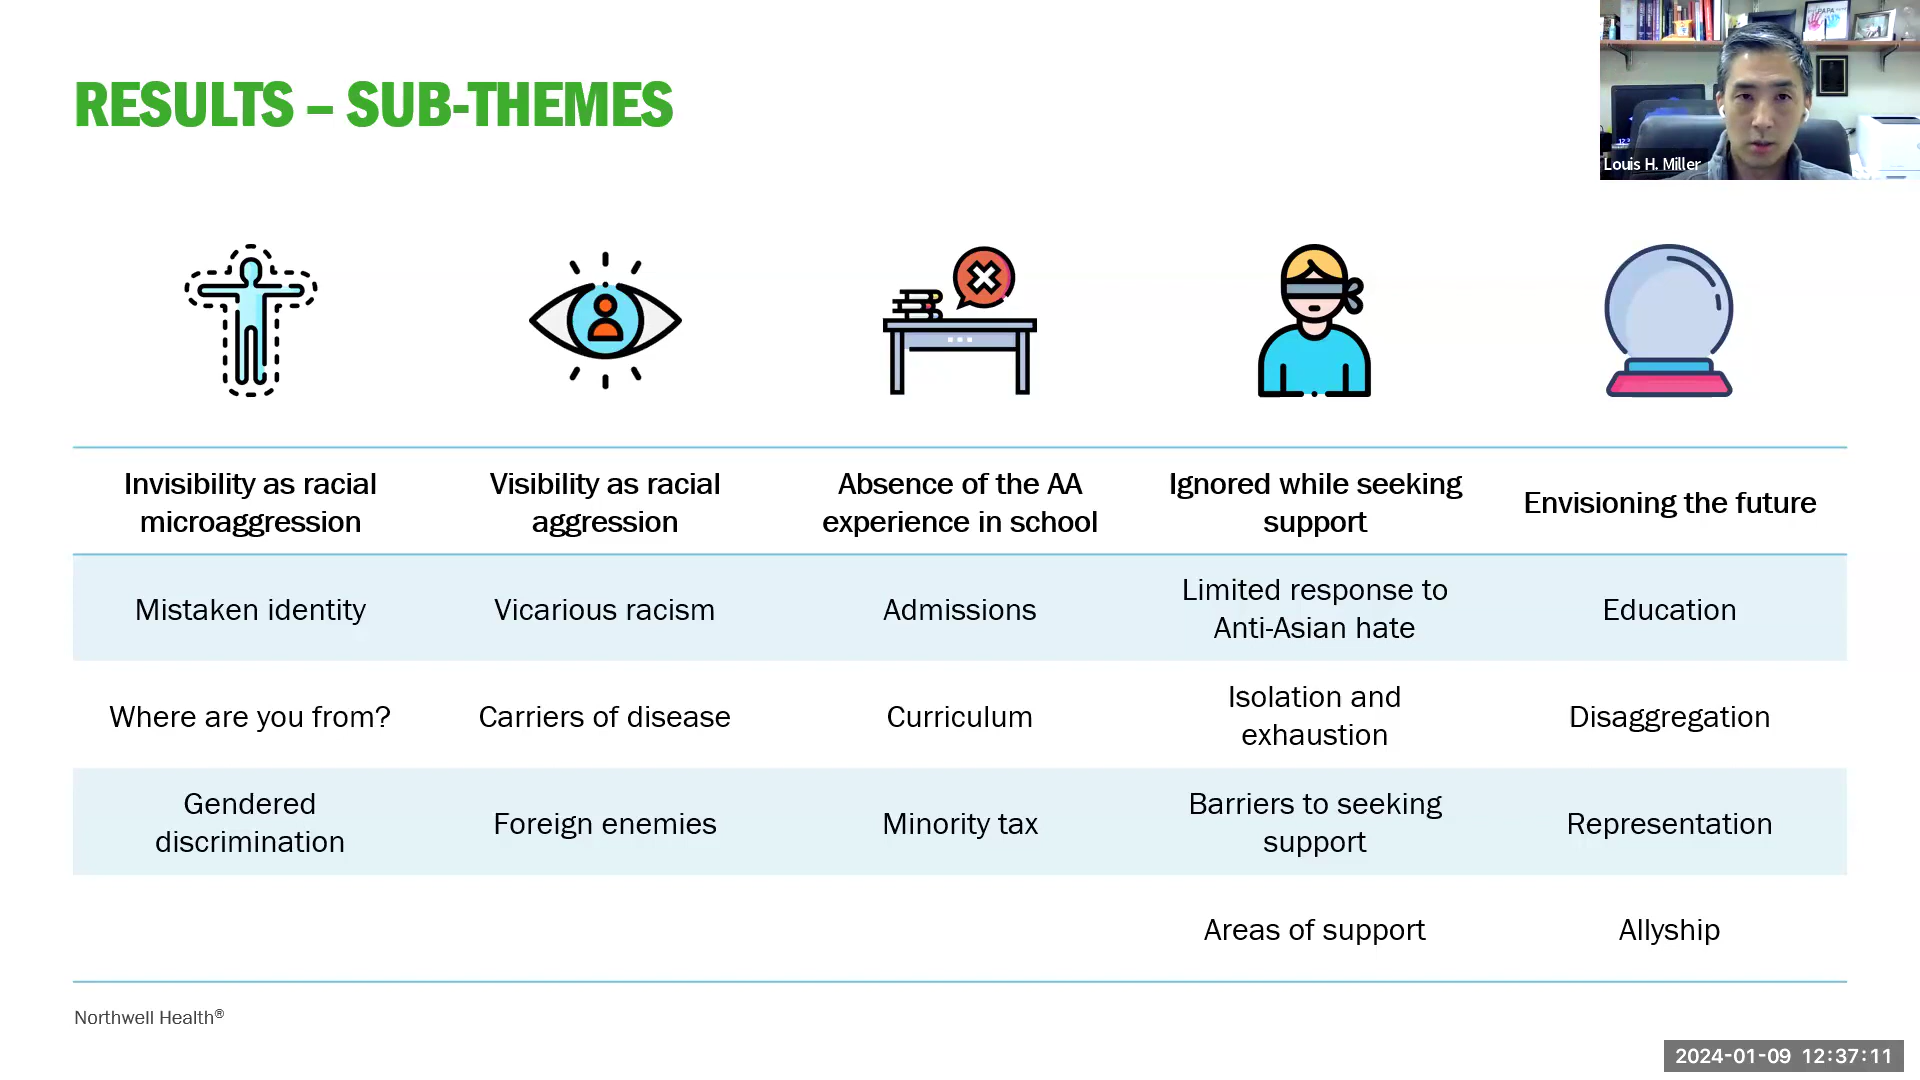 RESULTS – SUB-THEMES
PAPA
Louis H. Miller
Invisibility as racial
microaggression
Visibility as racial
aggression
Absence of the AA
experience in school
Ignored while seeking
support
Envisioning the future
Mistaken identity
Vicarious racism
Admissions
Limited response to
Anti-Asian hate
Education
Where are you from?
Carriers of disease
Curriculum
Isolation and
exhaustion
Disaggregation
Gendered
discrimination
Foreign enemies
Minority tax
Barriers to seeking
support
Representation
Areas of support
Allyship
Northwell Health®
2024-01-09 12:37:11